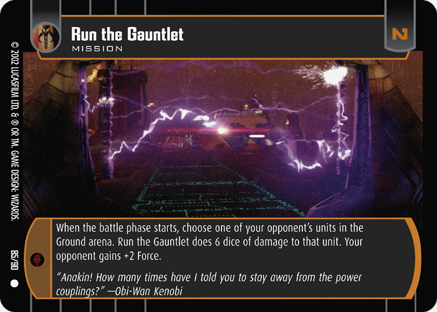 Run the Gauntlet
MISSION
N
© 2002 LUCASFILM LTD. & ® OR TM. GAME DESIGN: WIZARDS.
85/90
When the battle phase starts, choose one of your opponent's units in the
Ground arena. Run the Gauntlet does 6 dice of damage to that unit. Your
opponent gains +2 Force.
"Anakin! How many times have I told you to stay away from the power
couplings?" —Obi-Wan Kenobi